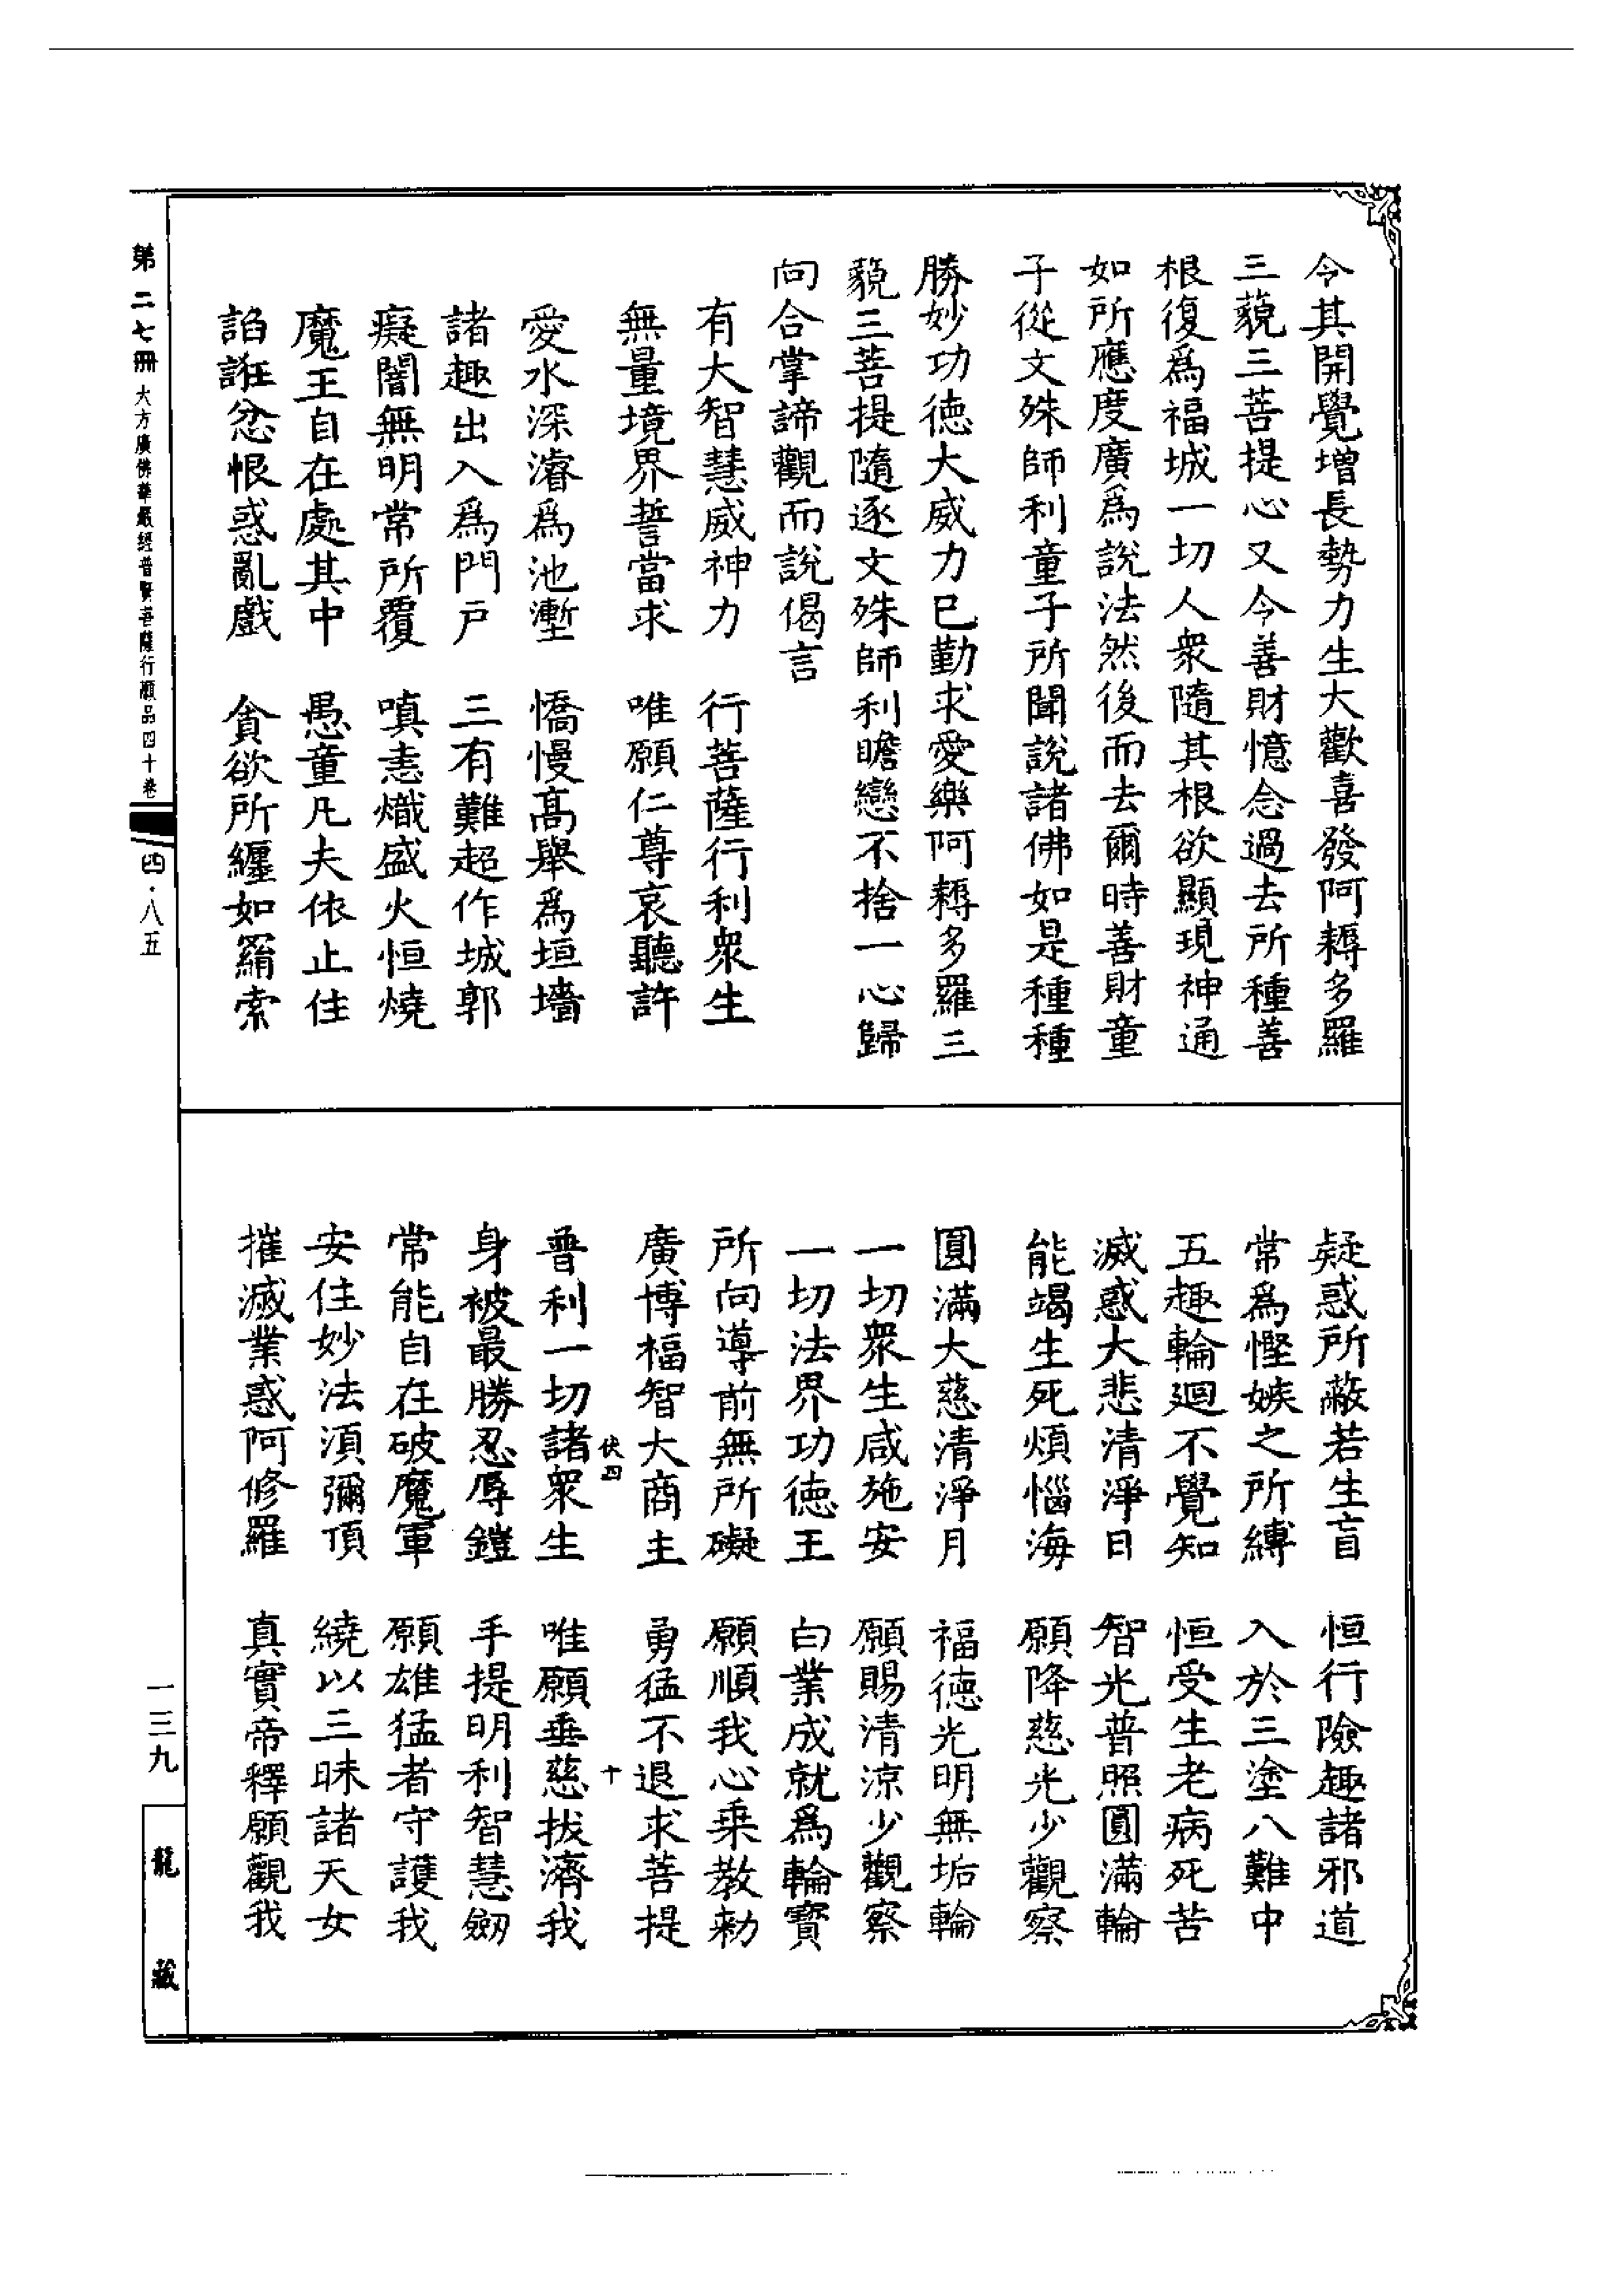 今其開覺增長勢力生大歡喜發阿耨多羅
三藐三菩提心又今善財憶念過去所種善
根復爲福城一切人衆隨其根欲顯現神通
如所應度廣爲說法然後而去爾時善財童
子從文殊師利童子所聞說諸佛如是種種
勝妙功德大威力已勤求愛樂阿耨多羅三
藐三菩提隨逐文殊師利瞻戀不捨一心歸
向合掌諦觀而說偈言
有大智慧威神力　行菩薩行利衆生
無量境界誓當求　唯願仁尊哀聽許
愛水深濬爲池壍　憍慢高舉爲垣墻
諸趣出入爲門戶　三有難超作城郭
癡闇無明常所覆　嗔恚熾盛火恒燒
魔王自在處其中　愚童凡夫依止住
諂誑忿恨惑亂戲　貪欲所纏如罥索
疑惑所蔽若生盲　恒行險趣諸邪道
常爲慳嫉之所縛　入於三塗八難中
五趣輪迴不覺知　恒受生老病死苦
滅惑大悲清淨日　智光普照圓滿輪
能竭生死煩惱海　願降慈光少觀察
圓滿大慈清淨月　福德光明無垢輪
一切衆生咸施安　願賜清涼少觀察
一切法界功德王　白業成就爲輪寶
所向導前無所礙　願順我心乘教勅
廣博福智大商主　勇猛不退求菩提
普利一切諸衆生　唯願垂慈拔濟我
身被最勝忍辱鎧　手提明利智慧劒
常能自在破魔軍　願雄猛者守護我
安住妙法須彌頂　繞以三昧諸天女
摧滅業惑阿修羅　真實帝釋願觀我
伕四　十
第二七冊　大方廣佛華嚴經普賢菩薩行願品四十卷　四·八五
一三九
龍藏